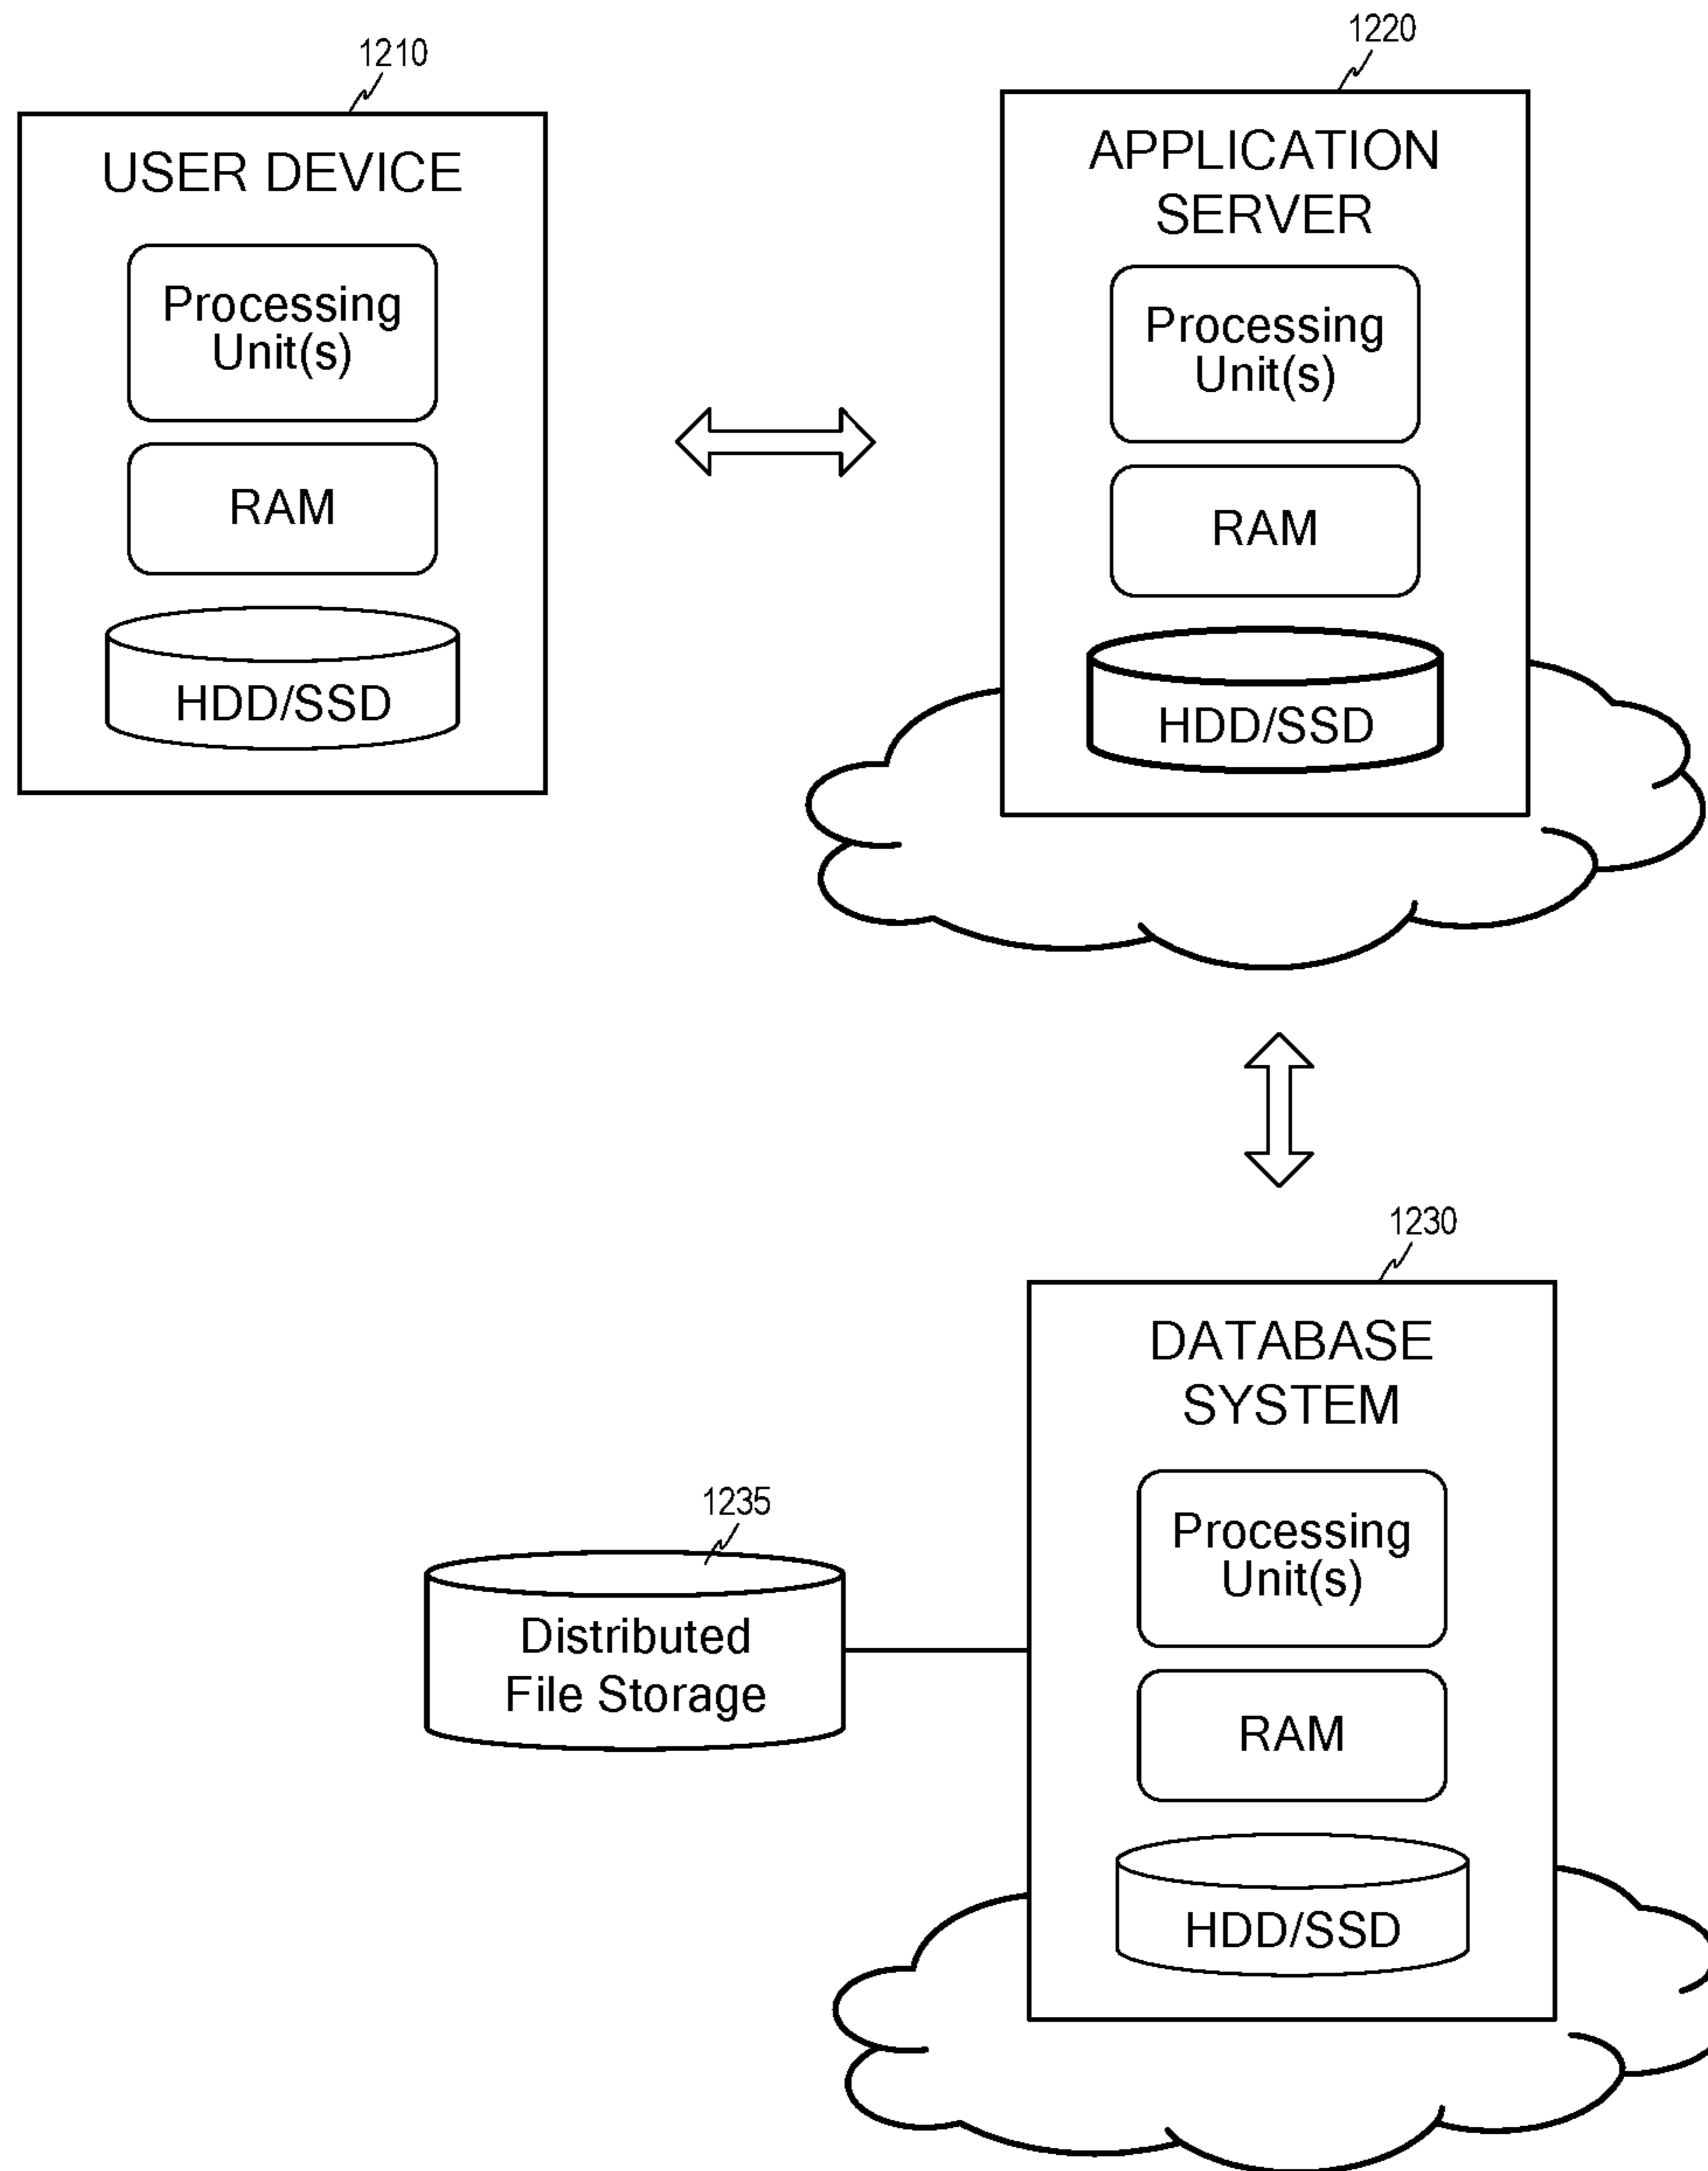 1210
USER DEVICE
Processing
Unit(s)
RAM
HDD/SSD
1220
APPLICATION
SERVER
Processing
Unit(s)
RAM
HDD/SSD
1230
DATABASE
SYSTEM
Processing
Unit(s)
RAM
HDD/SSD
1235
Distributed
File Storage